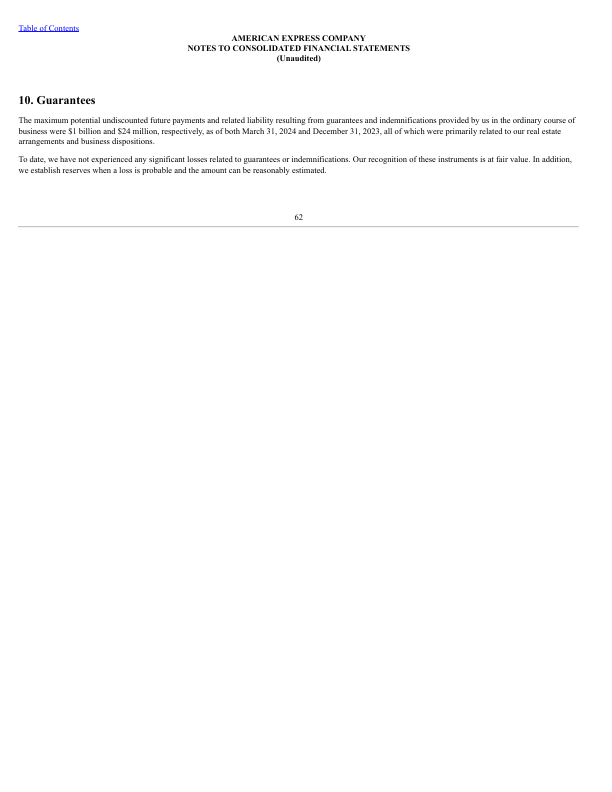 Table of Contents
AMERICAN EXPRESS COMPANY
NOTES TO CONSOLIDATED FINANCIAL STATEMENTS
(Unaudited)
10. Guarantees
The maximum potential undiscounted future payments and related liability resulting from guarantees and indemnifications provided by us in the ordinary course of
business were $1 billion and $24 million, respectively, as of both March 31, 2024 and December 31, 2023, all of which were primarily related to our real estate
arrangements and business dispositions.
To date, we have not experienced any significant losses related to guarantees or indemnifications. Our recognition of these instruments is at fair value. In addition,
we establish reserves when a loss is probable and the amount can be reasonably estimated.
62